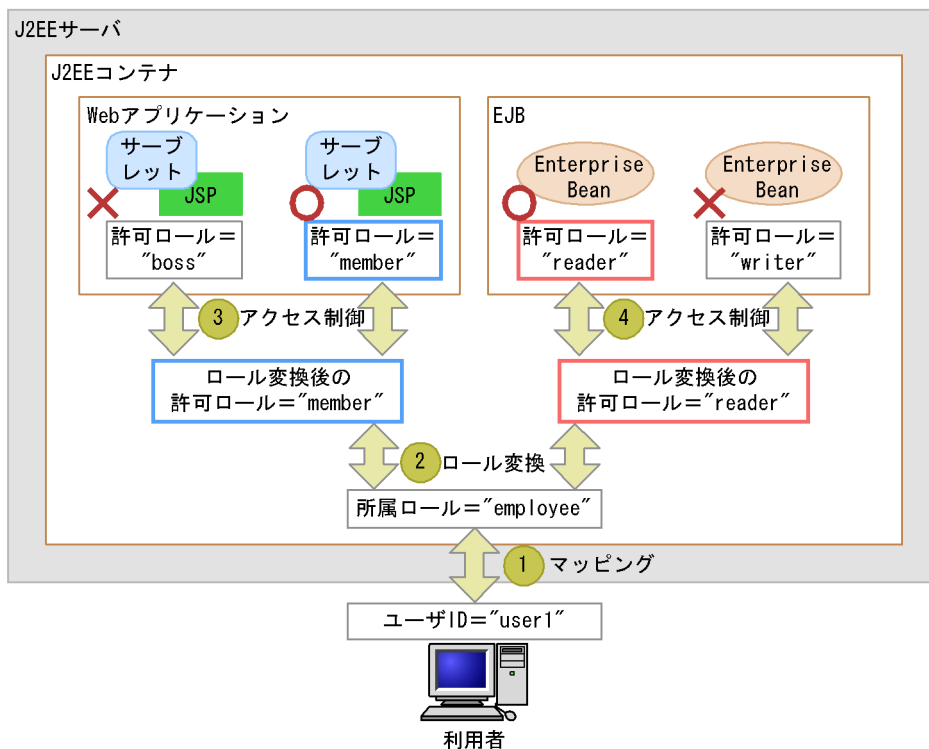 J2EEサーバ
J2EEコンテナ
Webアプリケーション
EJB
サーブ
レット
JSP
サーブ
レット
JSP
Enterprise
Bean
Enterprise
Bean
許可ロール＝
"boss"
許可ロール＝
"member"
許可ロール＝
"reader"
許可ロール＝
"writer"
3 アクセス制御
4 アクセス制御
ロール変換後の
許可ロール＝"member"
ロール変換後の
許可ロール＝"reader"
2 ロール変換
所属ロール＝"employee"
1 マッピング
ユーザID＝"user1"
利用者